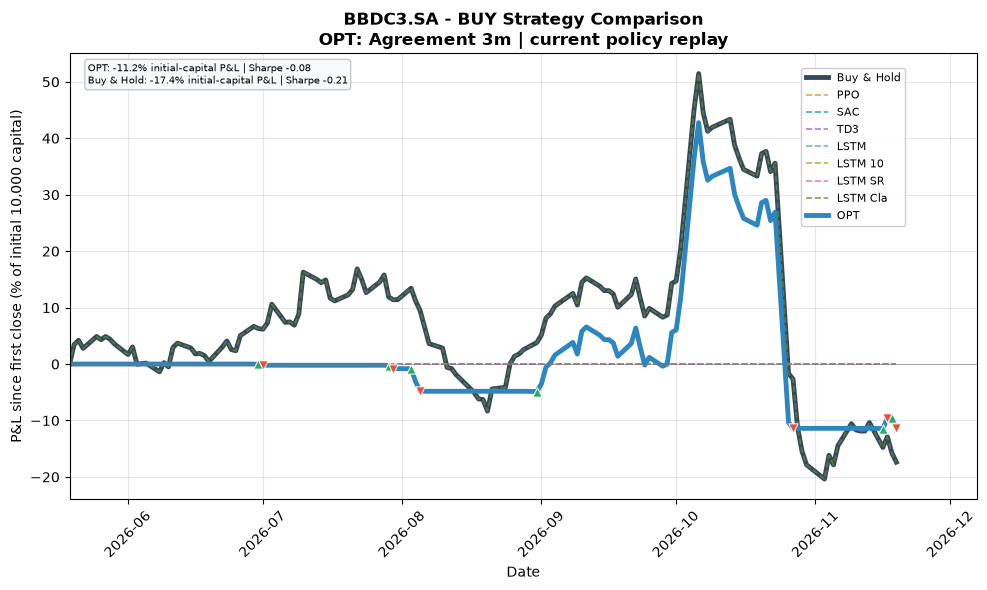 BBDC3.SA - BUY Strategy Comparison
OPT: Agreement 3m | current policy replay
OPT: -11.2% initial-capital P&L | Sharpe -0.08
Buy & Hold: -17.4% initial-capital P&L | Sharpe -0.21
Buy & Hold
PPO
SAC
TD3
LSTM
LSTM 10
LSTM SR
LSTM Cla
OPT
P&L since first close (% of initial 10,000 capital)
50
40
30
20
10
0
−10
−20
2026-06
2026-07
2026-08
2026-09
2026-10
2026-11
2026-12
Date